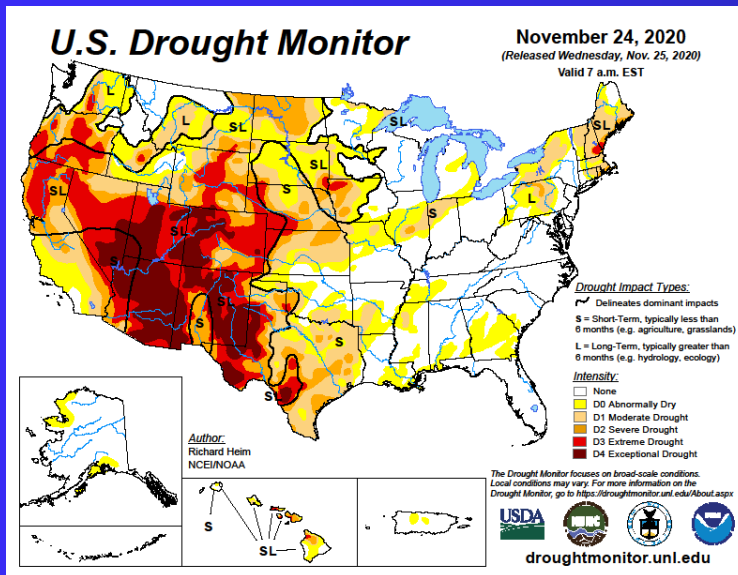 U.S. Drought Monitor
November 24, 2020
(Released Wednesday, Nov. 25, 2020)
Valid 7 a.m. EST
L
L
SL
SL
SL
SL
S
SL
S
L
SL
S
SL
S
S
SL
Drought Impact Types:
Delineates dominant impacts
S = Short-Term, typically less than
6 months (e.g. agriculture, grasslands)
L = Long-Term, typically greater than
6 months (e.g. hydrology, ecology)
Intensity:
None
D0 Abnormally Dry
D1 Moderate Drought
D2 Severe Drought
D3 Extreme Drought
D4 Exceptional Drought
Author:
Richard Heim
NCEI/NOAA
S
SL
The Drought Monitor focuses on broad-scale conditions.
Local conditions may vary. For more information on the
Drought Monitor, go to https://droughtmonitor.unl.edu/About.aspx
USDA
droughtmonitor.unl.edu